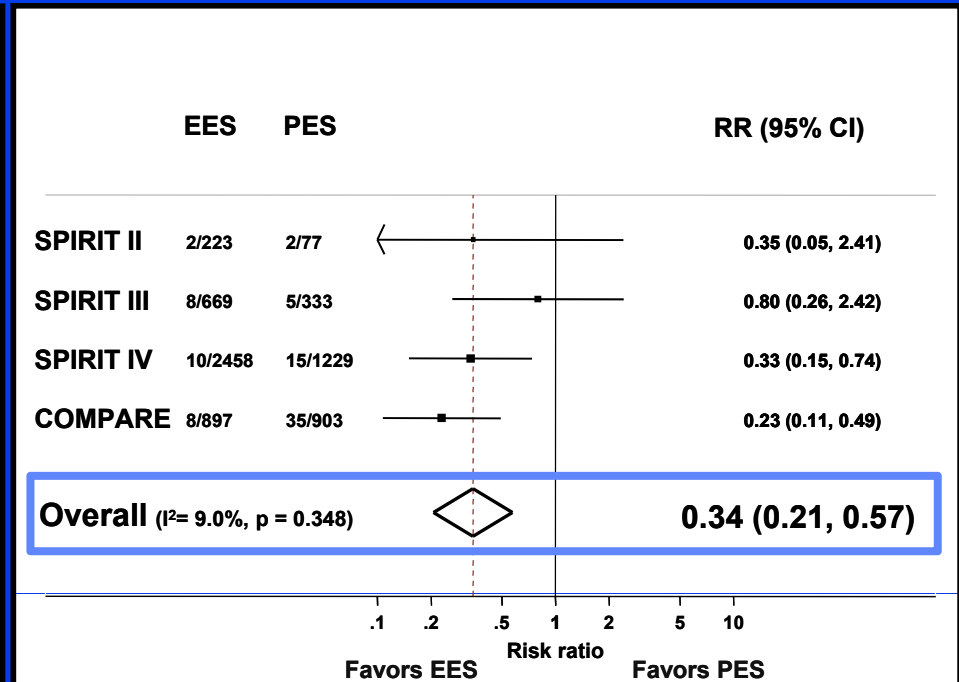 EES PES RR (95% CI)
SPIRIT II 2/223 2/77 0.35 (0.05, 2.41)
SPIRIT III 8/669 5/333 0.80 (0.26, 2.42)
SPIRIT IV 10/2458 15/1229 0.33 (0.15, 0.74)
COMPARE 8/897 35/903 0.23 (0.11, 0.49)
Overall (I²= 9.0%, p = 0.348) 0.34 (0.21, 0.57)
.1 .2 .5 1 2 5 10
Risk ratio
Favors EES Favors PES